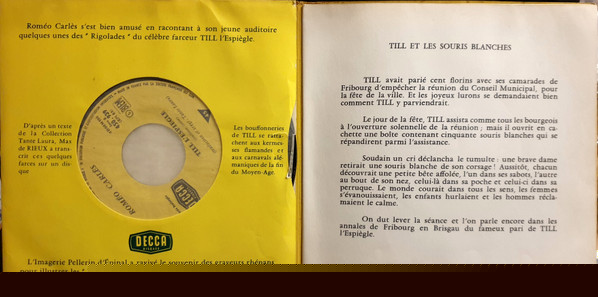 Roméo Carlès s'est bien amusé en racontant à son jeune auditoire
quelques unes des " Rigolades " du célèbre farceur TILL l'Espiègle.
D'après un texte
de la Collection
Tante Laura, Max
de RIEUX a trans-
crit ces quelques
farces sur un dis-
que
TILL L'ESPIEGLE
ROMEO CARLES
DECCA
Les bouffonneries
de TILL se ratta-
chent aux kermes-
ses flamandes et
aux carnavals alé-
maniques de la fin
du Moyen-Age.
DECCA
L'Imagerie Pellerin d'Epinal a ravivé le souvenir des graveurs rhénans
pour illustrer les "
TILL ET LES SOURIS BLANCHES
TILL avait parié cent florins avec ses camarades de
Fribourg d'empêcher la réunion du Conseil Municipal, pour
la fête de la ville. Et les joyeux lurons se demandaient bien
comment TILL y parviendrait.
Le jour de la fête, TILL assista comme tous les bourgeois
à l'ouverture solennelle de la réunion ; mais il ouvrit en ca-
chette une boîte contenant cinquante souris blanches qui se
répandirent parmi l'assistance.
Soudain un cri déclancha le tumulte : une brave dame
retirait une souris blanche de son corsage ! Aussitôt, chacun
découvrait une petite bête affolée, l'un dans ses sabots, l'autre
au bout de son nez, celui-là dans sa poche et celui-ci dans sa
perruque. Le monde courait dans tous les sens, les femmes
s'évanouissaient, les enfants hurlaient et les hommes récla-
maient le calme.
On dut lever la séance et l'on parle encore dans les
annales de Fribourg en Brisgau du fameux pari de TILL
l'Espiègle.